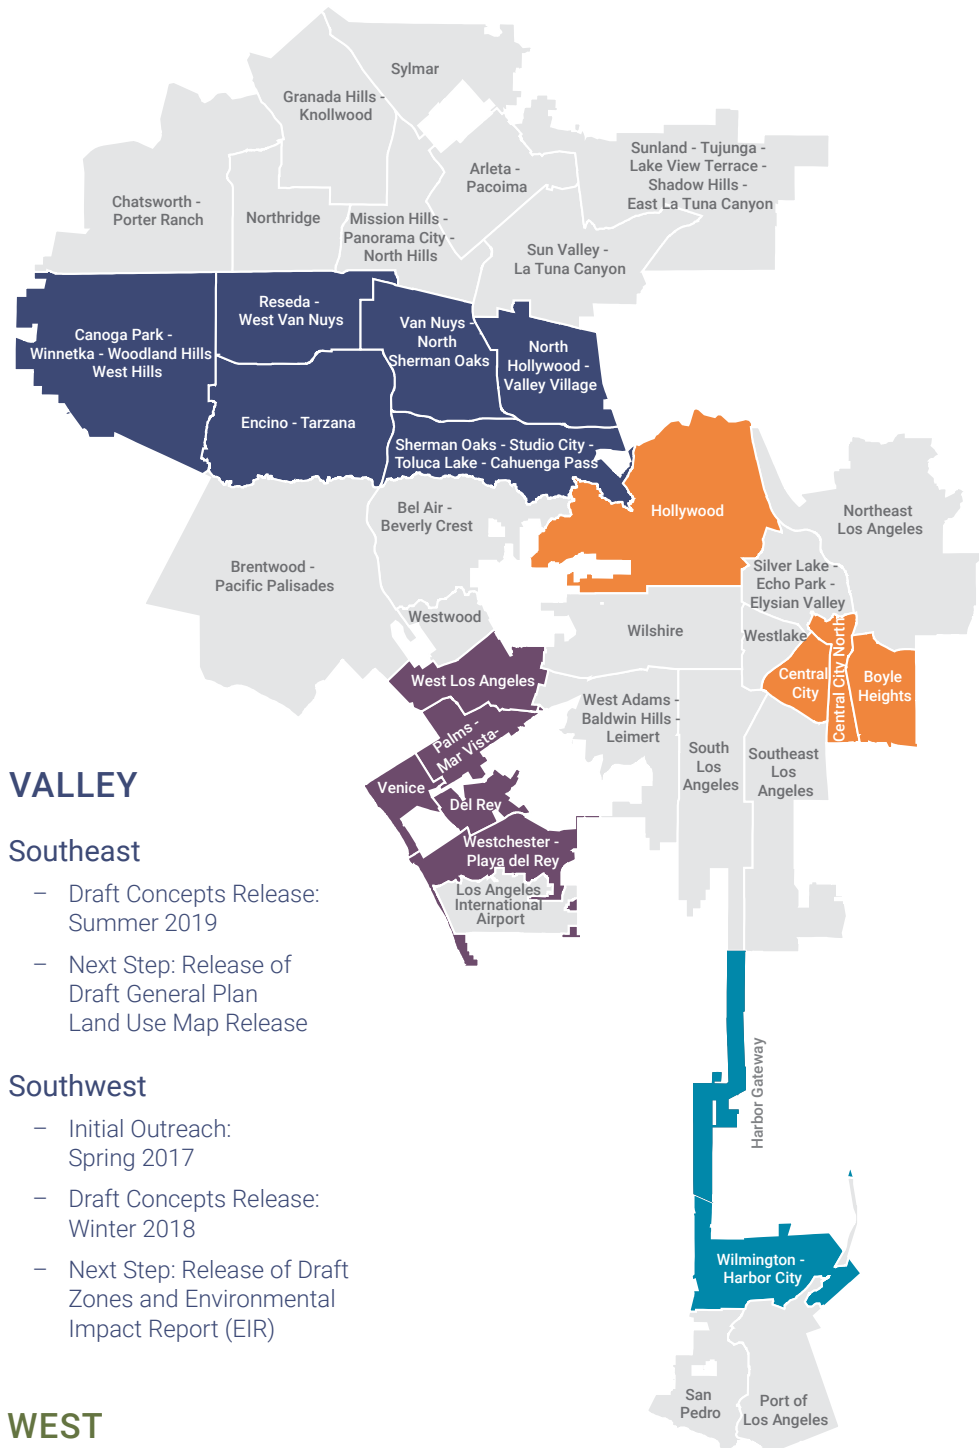 Sylmar
Granada Hills -
Knollwood
Sunland - Tujunga -
Lake View Terrace -
Shadow Hills -
East La Tuna Canyon
Arleta -
Pacoima
Chatsworth -
Porter Ranch
Northridge
Mission Hills -
Panorama City -
North Hills
Sun Valley -
La Tuna Canyon
Reseda -
West Van Nuys
Canoga Park -
Winnetka - Woodland Hills
West Hills
Van Nuys -
North
Sherman Oaks
North
Hollywood -
Valley Village
Encino - Tarzana
Sherman Oaks - Studio City -
Toluca Lake - Cahuenga Pass
Bel Air -
Beverly Crest
Hollywood
Northeast
Los Angeles
Brentwood -
Pacific Palisades
Silver Lake -
Echo Park -
Elysian Valley
Westwood
Wilshire
Westlake
Central City North
Central
City
Boyle
Heights
West Los Angeles
West Adams -
Baldwin Hills -
Leimert
Palms -
Mar Vista-
Del Rey
Venice
South
Los
Angeles
Southeast
Los
Angeles
Westchester -
Playa del Rey
Los Angeles
International
Airport
Harbor Gateway
Wilmington -
Harbor City
San
Pedro
Port of
Los Angeles
VALLEY
Southeast
– Draft Concepts Release:
Summer 2019
– Next Step: Release of
Draft General Plan
Land Use Map Release
Southwest
– Initial Outreach:
Spring 2017
– Draft Concepts Release:
Winter 2018
– Next Step: Release of Draft
Zones and Environmental
Impact Report (EIR)
WEST